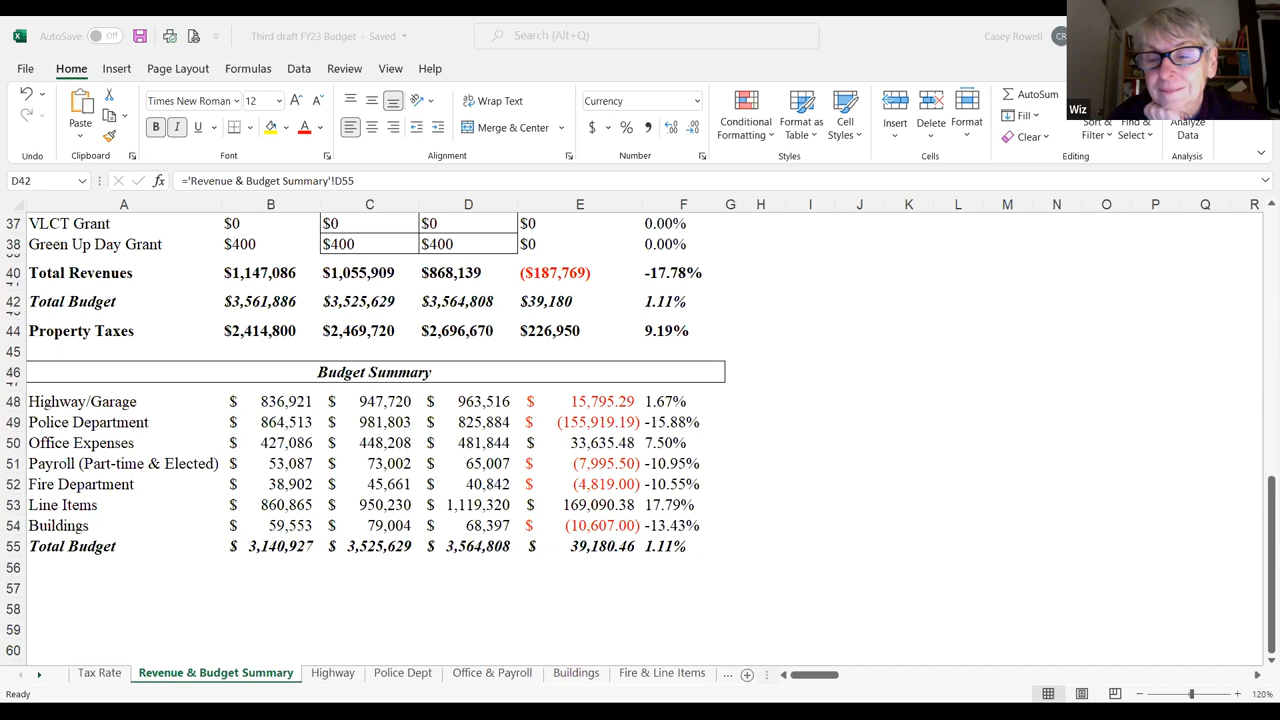 AutoSave Off Third draft FY23 Budget - Saved Search (Alt+Q) Casey Rowell CR
File Home Insert Page Layout Formulas Data Review View Help
Wiz
Paste Times New Roman 12 Wrap Text Currency Conditional Formatting Format as Table Cell Styles Insert Delete Format AutoSum
B I U A Merge & Center $ % Fill Sort & Filter Find & Select Analyze Data
Clear
Undo Clipboard Font Alignment Number Styles Cells Editing Analysis
D42 fx ='Revenue & Budget Summary'!D55
A B C D E F G H I J K L M N O P Q R
37 VLCT Grant $0 $0 $0 $0 0.00%
38 Green Up Day Grant $400 $400 $400 $0 0.00%
40 Total Revenues $1,147,086 $1,055,909 $868,139 ($187,769) -17.78%
42 Total Budget $3,561,886 $3,525,629 $3,564,808 $39,180 1.11%
44 Property Taxes $2,414,800 $2,469,720 $2,696,670 $226,950 9.19%
45
46 Budget Summary
48 Highway/Garage $ 836,921 $ 947,720 $ 963,516 $ 15,795.29 1.67%
49 Police Department $ 864,513 $ 981,803 $ 825,884 $ (155,919.19) -15.88%
50 Office Expenses $ 427,086 $ 448,208 $ 481,844 $ 33,635.48 7.50%
51 Payroll (Part-time & Elected) $ 53,087 $ 73,002 $ 65,007 $ (7,995.50) -10.95%
52 Fire Department $ 38,902 $ 45,661 $ 40,842 $ (4,819.00) -10.55%
53 Line Items $ 860,865 $ 950,230 $ 1,119,320 $ 169,090.38 17.79%
54 Buildings $ 59,553 $ 79,004 $ 68,397 $ (10,607.00) -13.43%
55 Total Budget $ 3,140,927 $ 3,525,629 $ 3,564,808 $ 39,180.46 1.11%
56
57
58
59
60
Tax Rate Revenue & Budget Summary Highway Police Dept Office & Payroll Buildings Fire & Line Items ...
Ready 120%